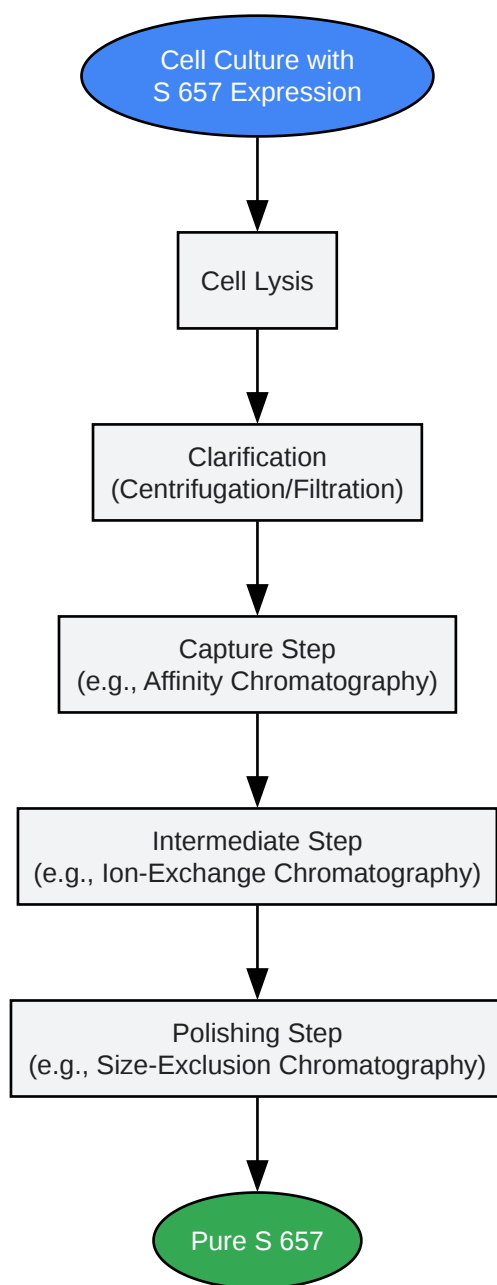 Cell Culture with
S 657 Expression
Cell Lysis
Clarification
(Centrifugation/Filtration)
Capture Step
(e.g., Affinity Chromatography)
Intermediate Step
(e.g., Ion-Exchange Chromatography)
Polishing Step
(e.g., Size-Exclusion Chromatography)
Pure S 657